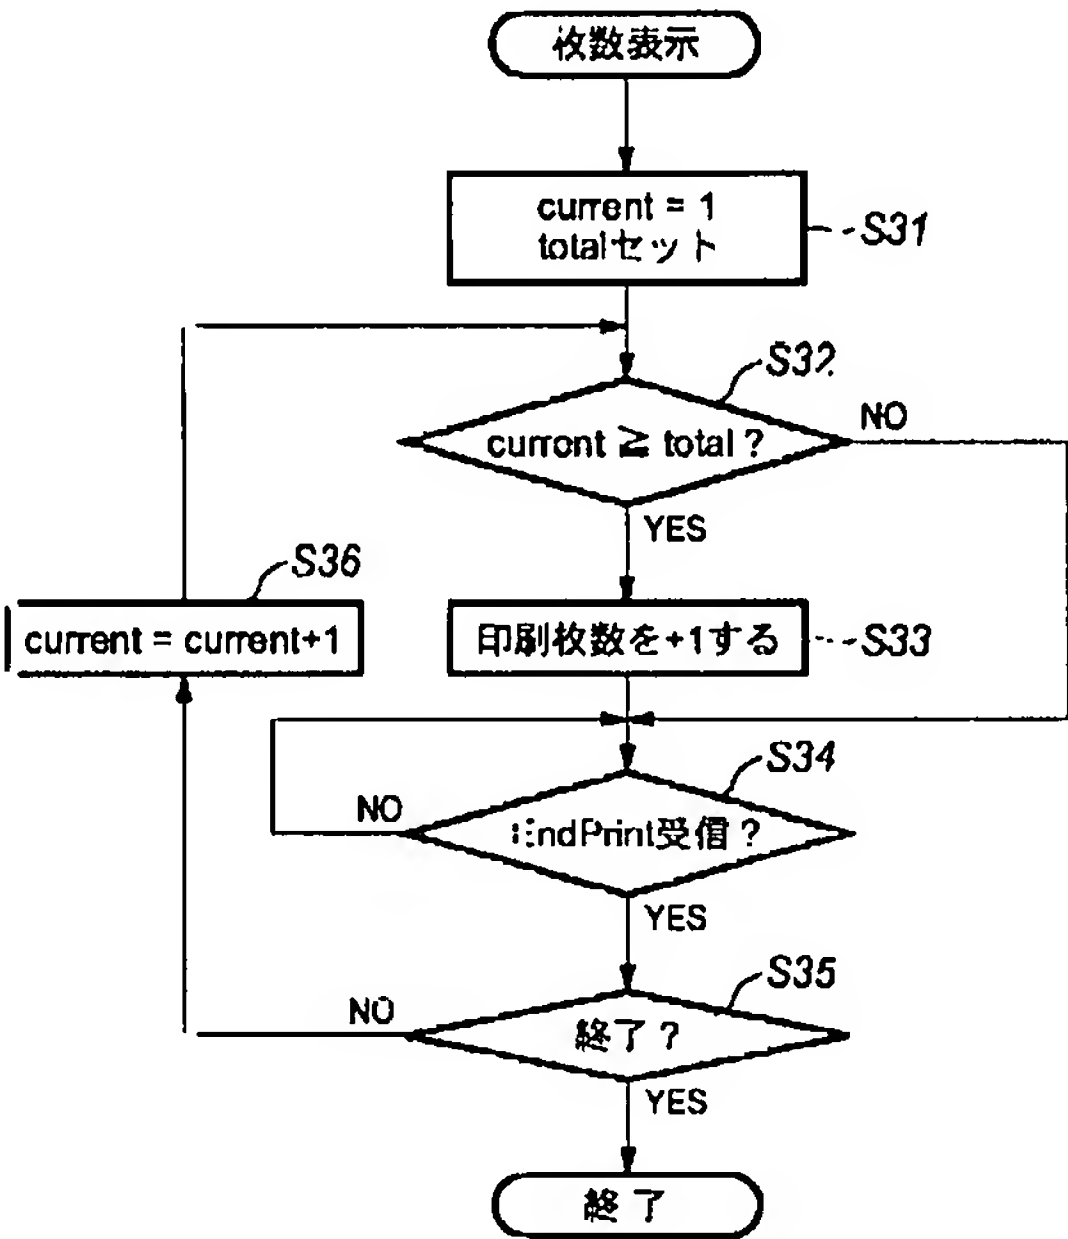 枚数表示
current = 1
totalセット
S31
S32
current ≧ total ?
NO
YES
S36
current = current+1
印刷枚数を+1する
S33
S34
NO
EndPrint受信 ?
YES
S35
NO
終了 ?
YES
終了